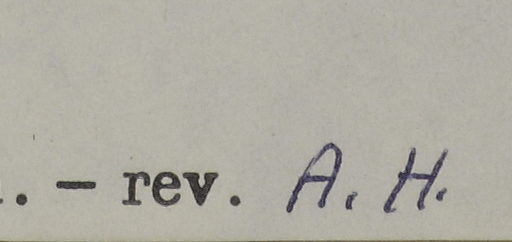 . — rev. A. H.